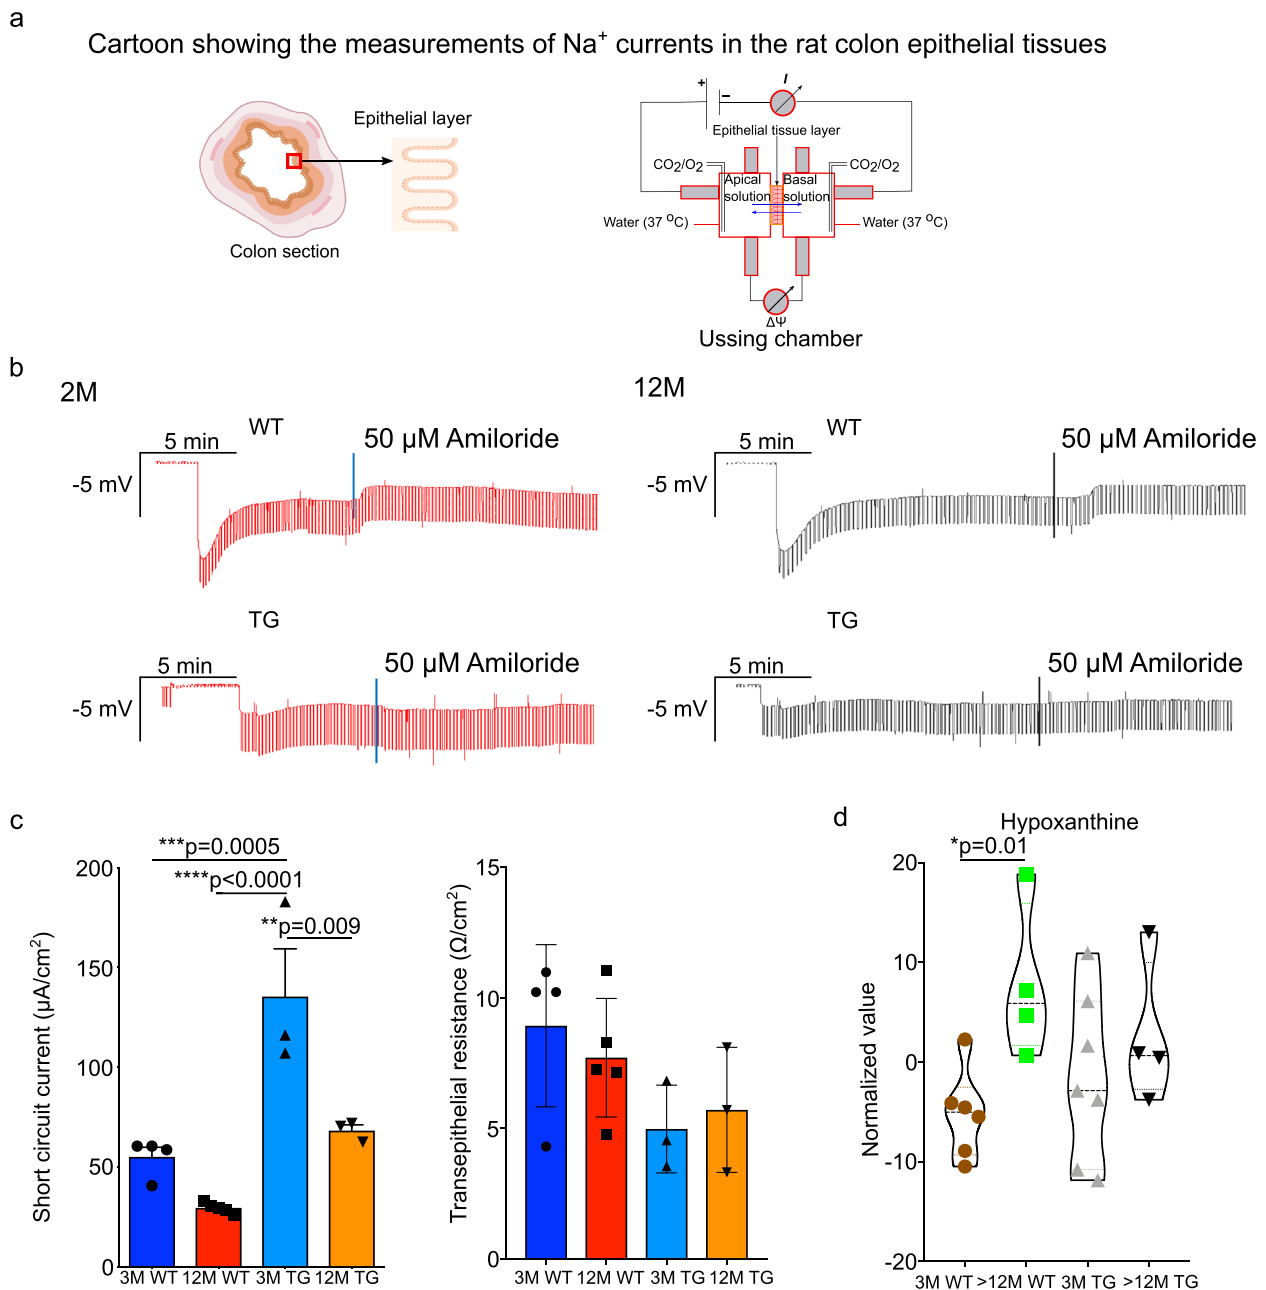 a
Cartoon showing the measurements of Na⁺ currents in the rat colon epithelial tissues
Epithelial layer
Colon section
+
−
I
Epithelial tissue layer
CO2/O2
CO2/O2
Apical solution
Basal solution
Water (37 ºC)
Water (37 ºC)
ΔΨ
Ussing chamber
b
2M
12M
WT
5 min
50 µM Amiloride
-5 mV
WT
5 min
50 µM Amiloride
-5 mV
TG
5 min
50 µM Amiloride
-5 mV
TG
5 min
50 µM Amiloride
-5 mV
c
***p=0.0005
****p<0.0001
**p=0.009
Short circuit current (µA/cm²)
200
150
100
50
0
3M WT 12M WT 3M TG 12M TG
Transepithelial resistance (Ω/cm²)
15
10
5
0
3M WT 12M WT 3M TG 12M TG
d
Hypoxanthine
*p=0.01
Normalized value
20
10
0
-10
-20
3M WT >12M WT 3M TG >12M TG